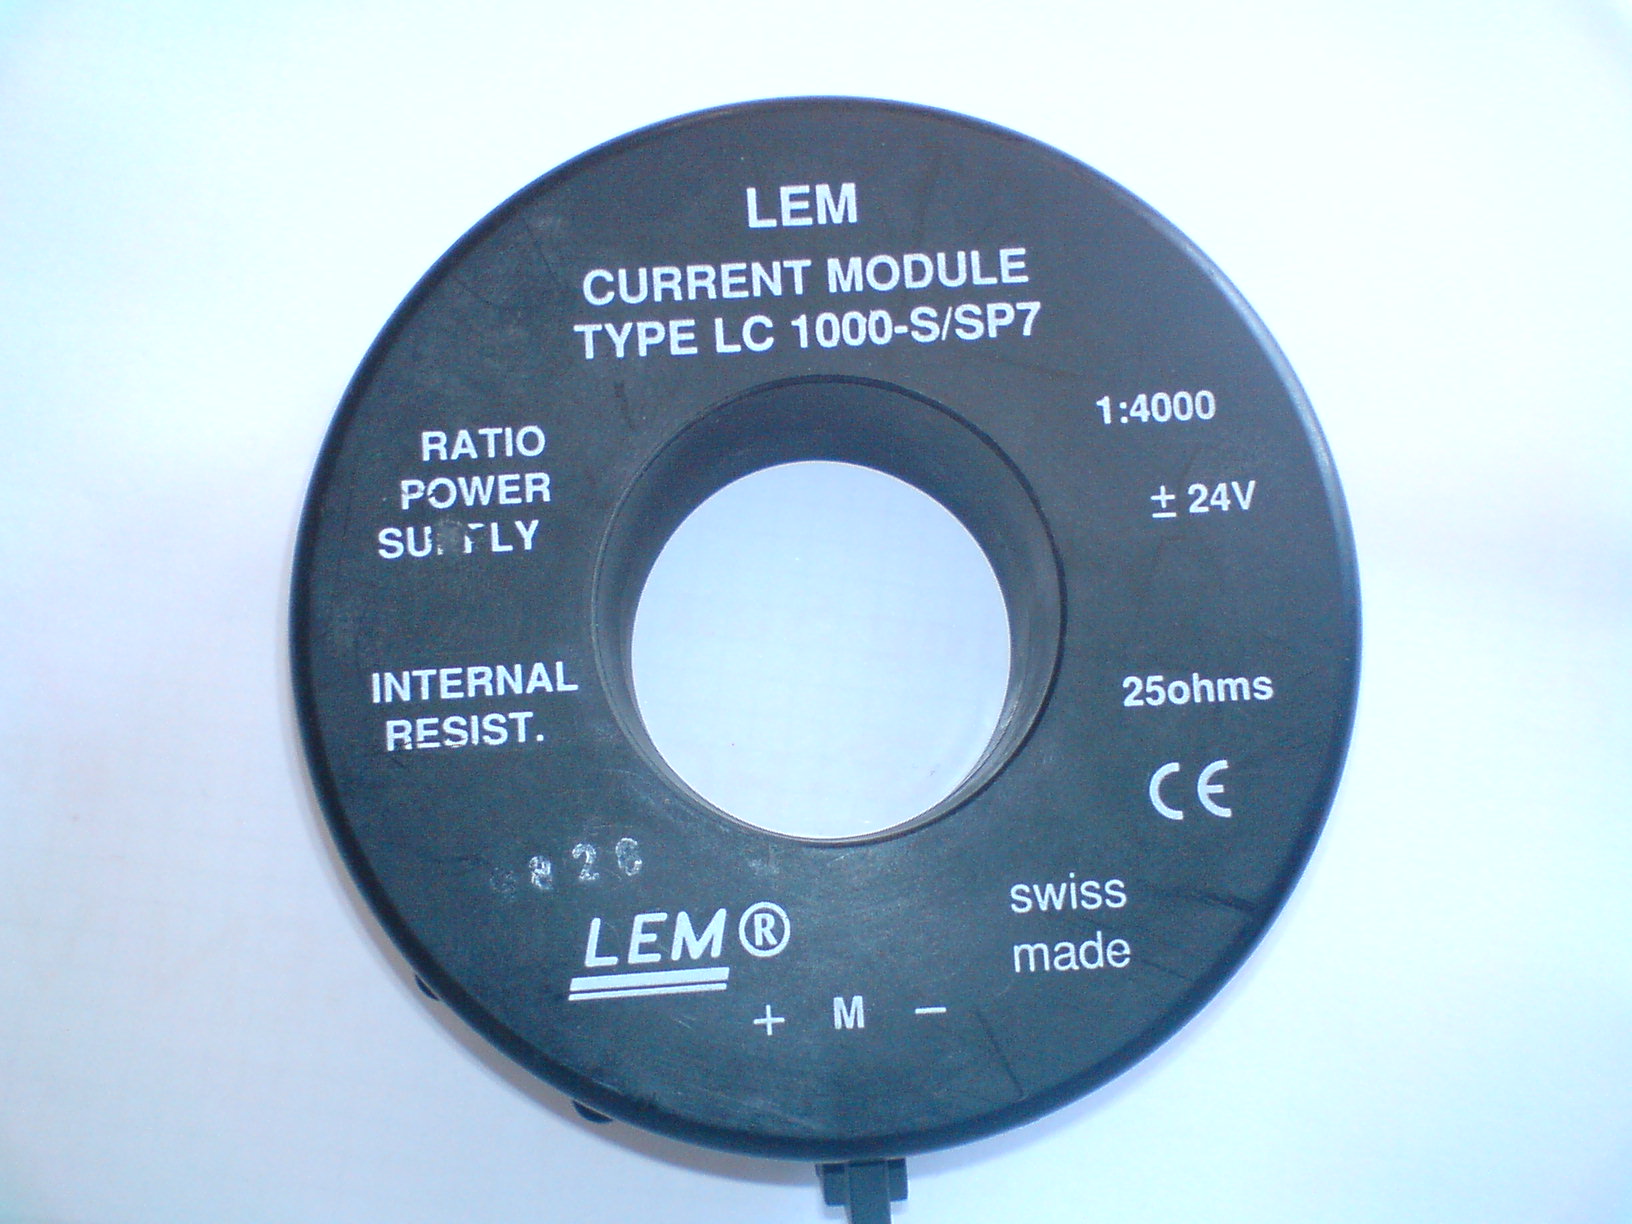 LEM
CURRENT MODULE
TYPE LC 1000-S/SP7
RATIO 1:4000
POWER ± 24V
SUPPLY
INTERNAL 25ohms
RESIST.
CE
swiss
made
LEM®
+ M −